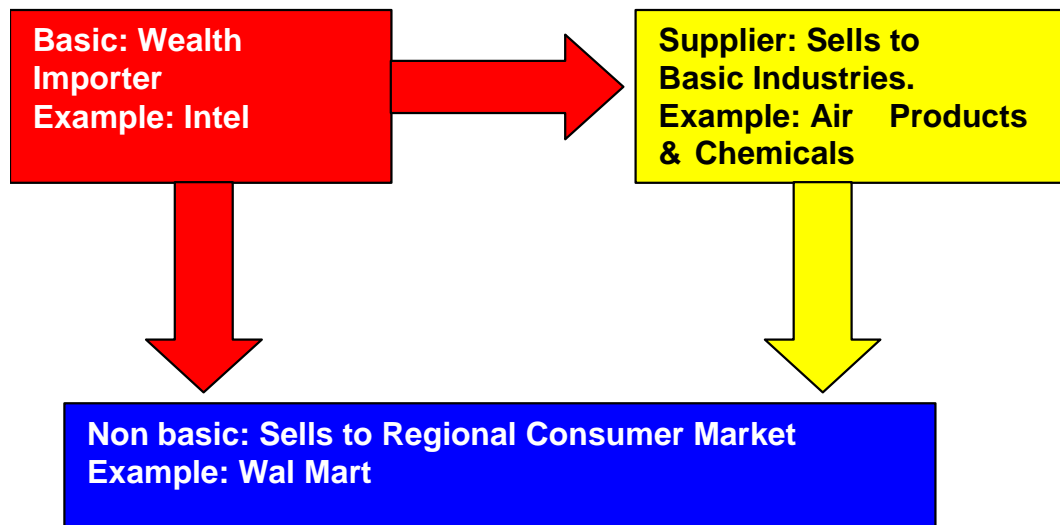 Basic: Wealth
Importer
Example: Intel
Supplier: Sells to
Basic Industries.
Example: Air Products
& Chemicals
Non basic: Sells to Regional Consumer Market
Example: Wal Mart